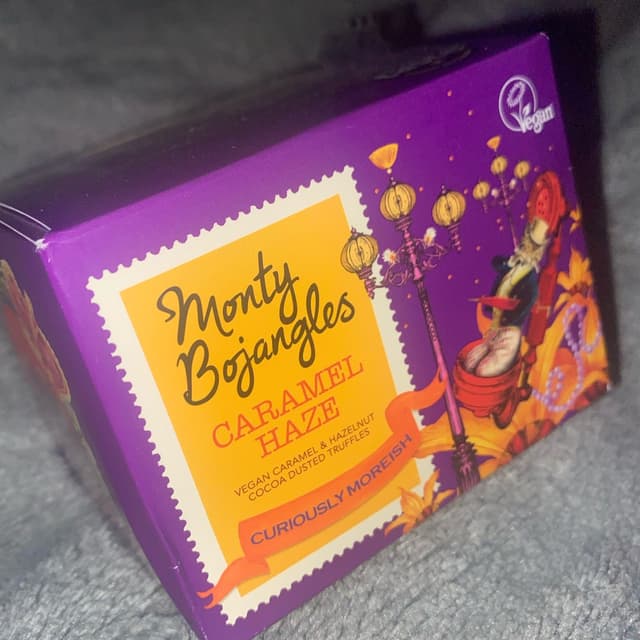 Vegan
Monty
Bojangles
CARAMEL
HAZE
VEGAN CARAMEL & HAZELNUT
COCOA DUSTED TRUFFLES
CURIOUSLY MOREISH